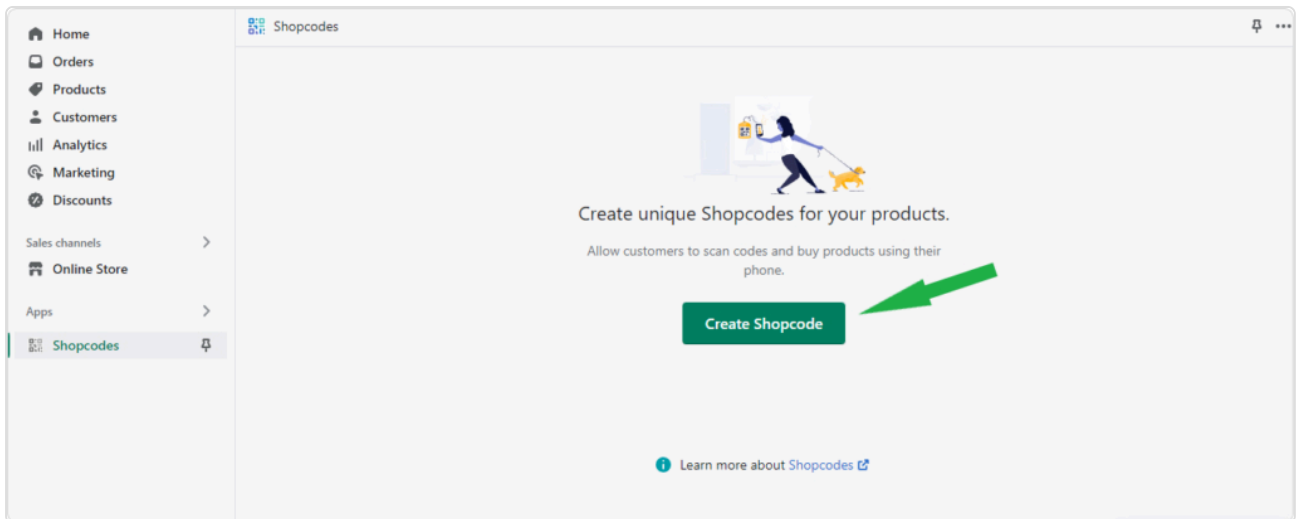 Home
Orders
Products
Customers
Analytics
Marketing
Discounts
Sales channels
Online Store
Apps
Shopcodes
Shopcodes
Create unique Shopcodes for your products.
Allow customers to scan codes and buy products using their
phone.
Create Shopcode
Learn more about Shopcodes